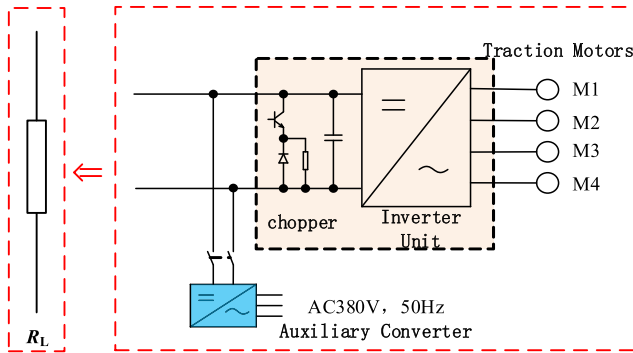 Traction Motors
M1
M2
M3
M4
chopper
Inverter
Unit
AC380V，50Hz
Auxiliary Converter
RL